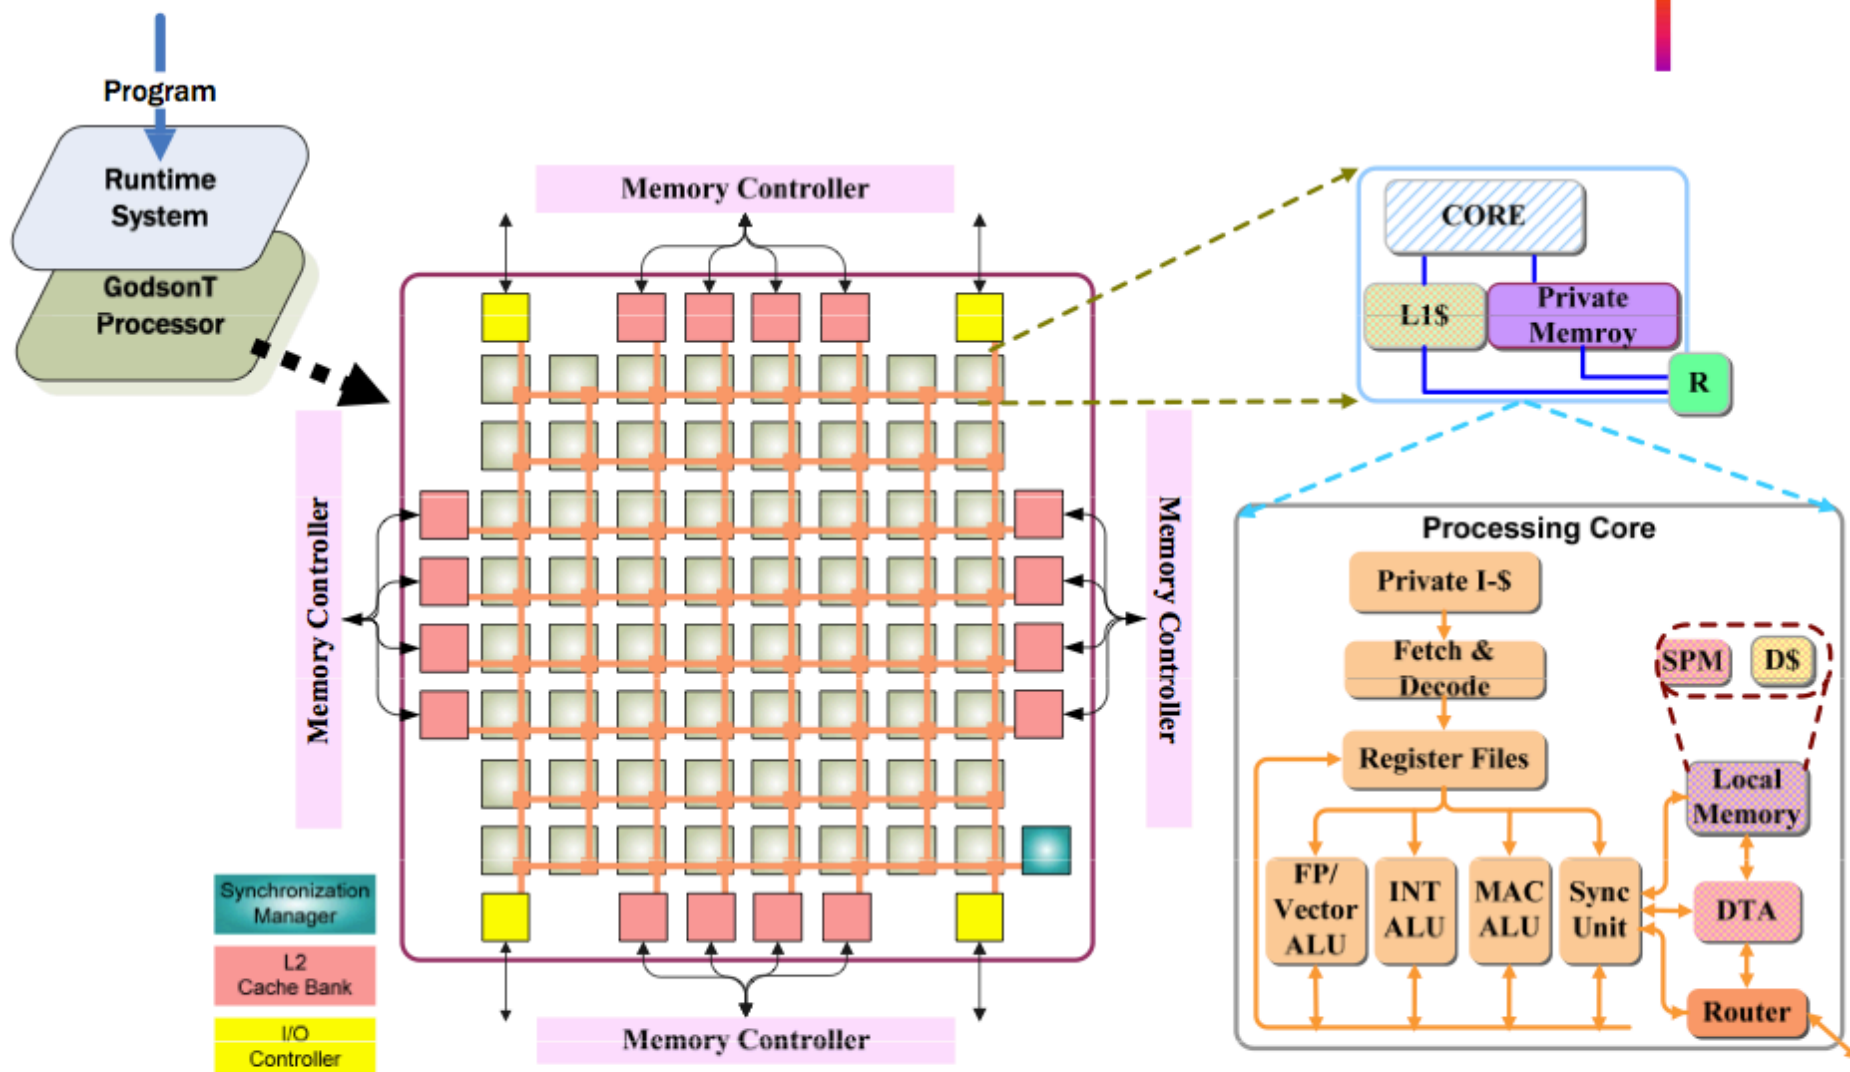 Program
Runtime
System
GodsonT
Processor
Memory Controller
Memory Controller
Memory Controller
Memory Controller
Synchronization
Manager
L2
Cache Bank
I/O
Controller
CORE
L1$
Private
Memroy
R
Processing Core
Private I-$
Fetch &
Decode
Register Files
SPM
D$
Local
Memory
FP/
Vector
ALU
INT
ALU
MAC
ALU
Sync
Unit
DTA
Router